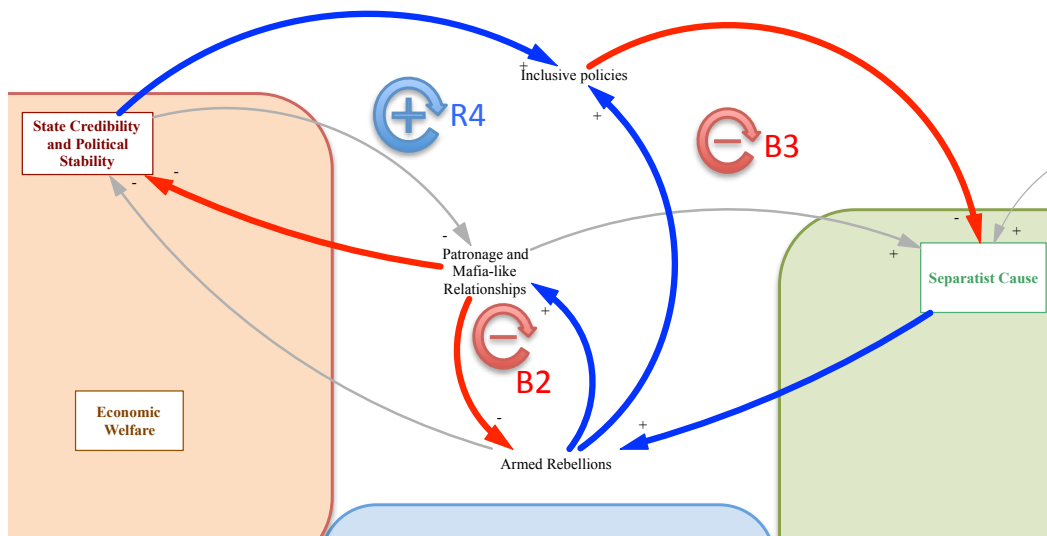 +
Inclusive policies
+
R4
B3
State Credibility
and Political
Stability
-
-
-
Patronage and
Mafia-like
Relationships
-
+
+
Separatist Cause
+
B2
Economic
Welfare
-
+
Armed Rebellions